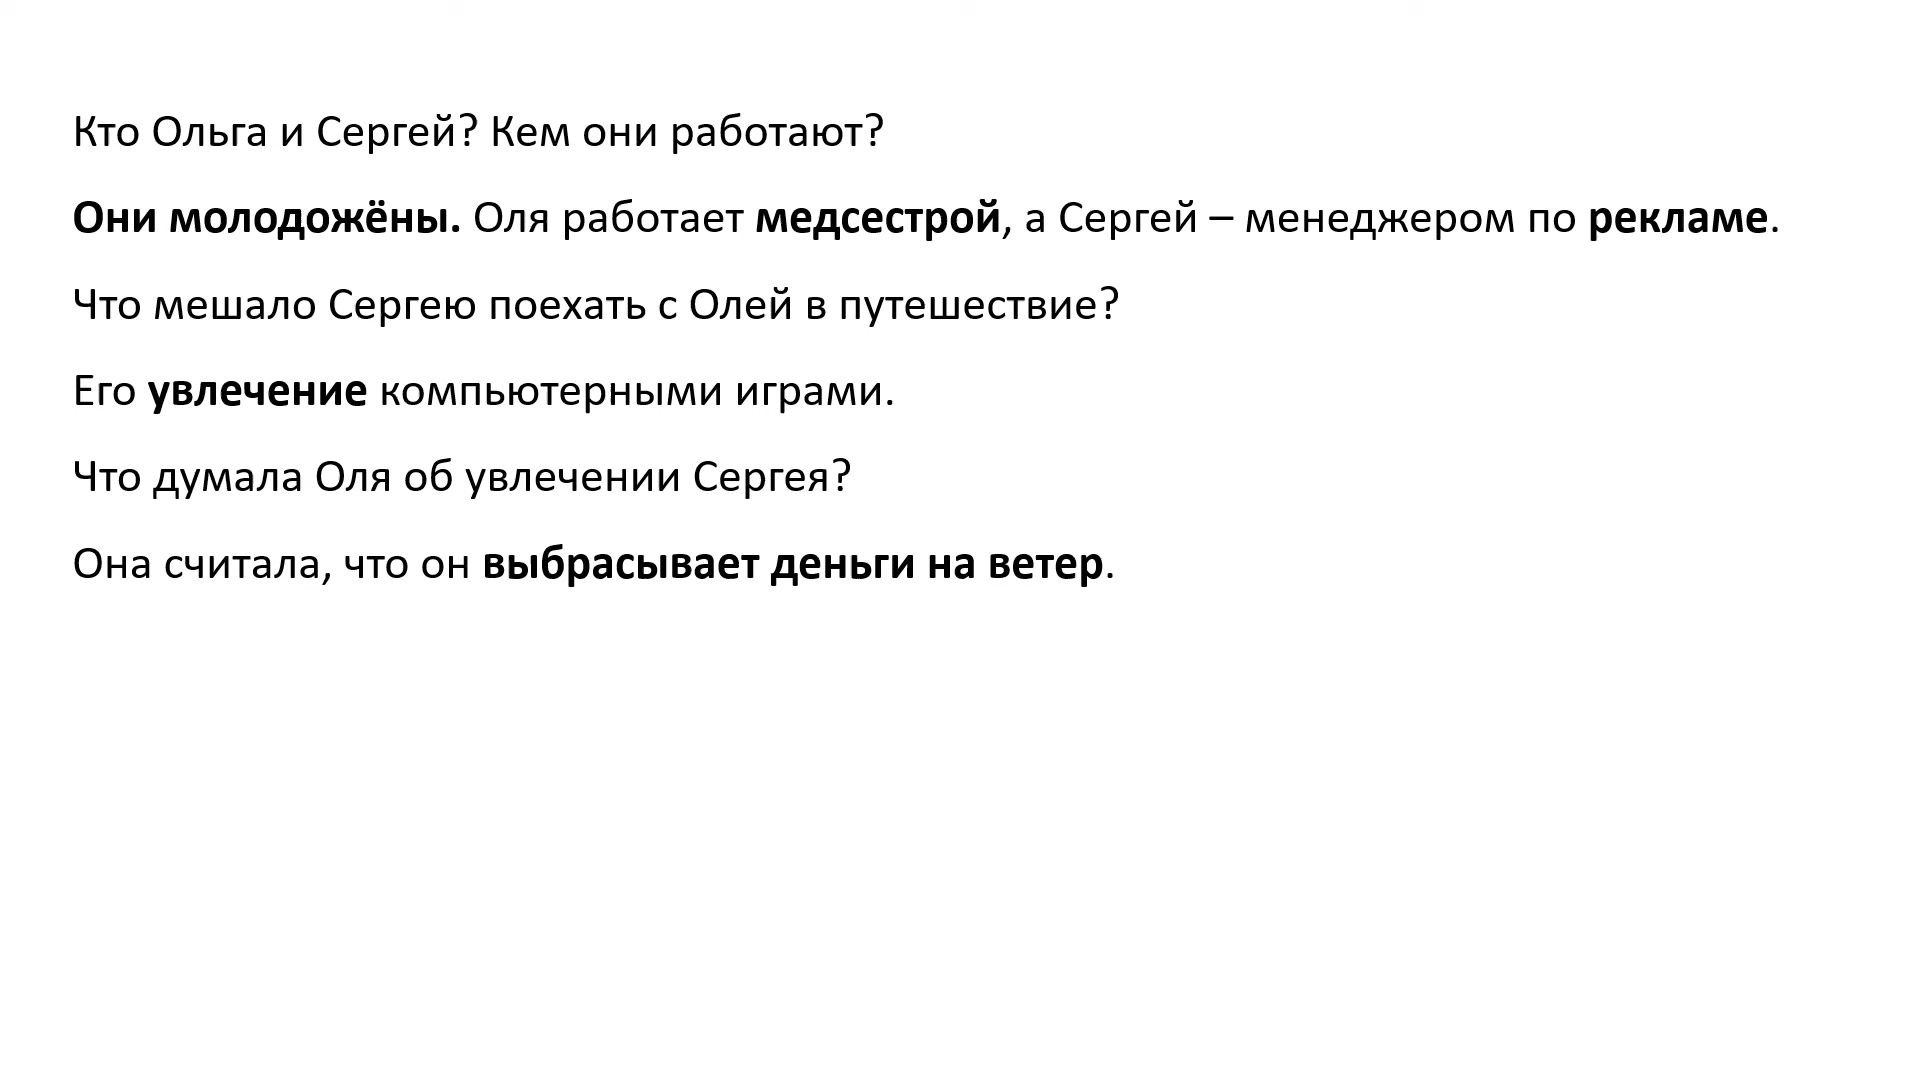 Кто Ольга и Сергей? Кем они работают?
Они молодожёны. Оля работает медсестрой, а Сергей – менеджером по рекламе.
Что мешало Сергею поехать с Олей в путешествие?
Его увлечение компьютерными играми.
Что думала Оля об увлечении Сергея?
Она считала, что он выбрасывает деньги на ветер.